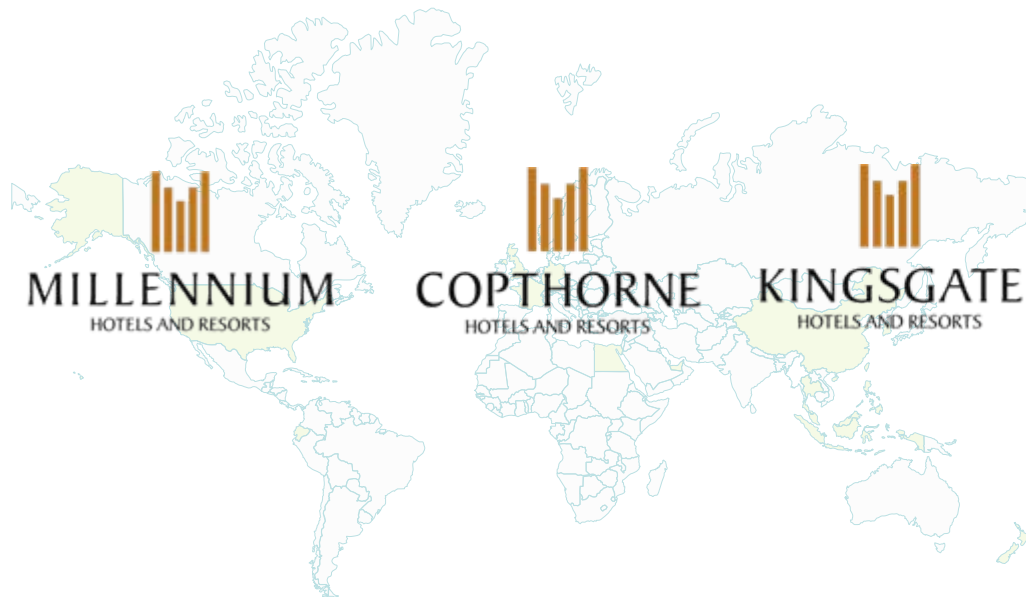 MILLENNIUM
HOTELS AND RESORTS
COPTHORNE
HOTELS AND RESORTS
KINGSGATE
HOTELS AND RESORTS